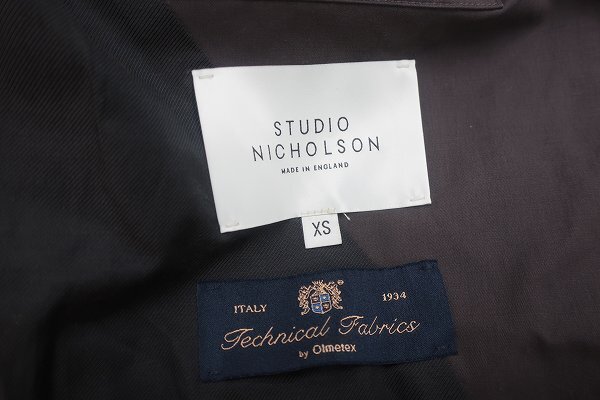 STUDIO
NICHOLSON
MADE IN ENGLAND
XS
ITALY 1934
Technical Fabrics
by Olmetex